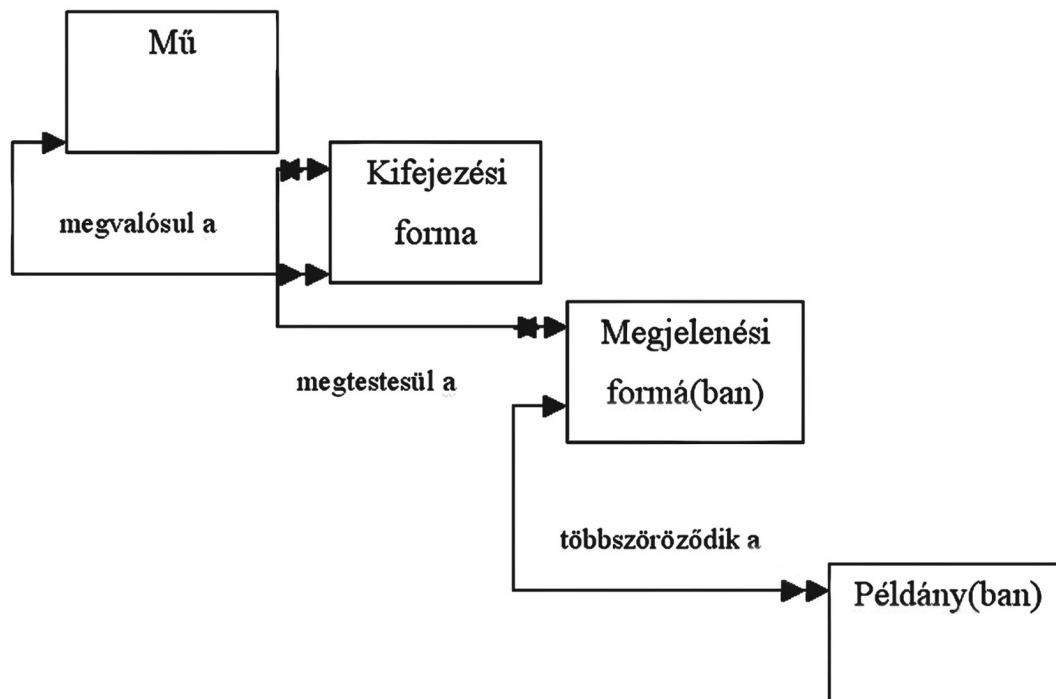 Mű
Kifejezési
forma
megvalósul a
Megjelenési
formá(ban)
megtestesül a
többszöröződik a
Példány(ban)